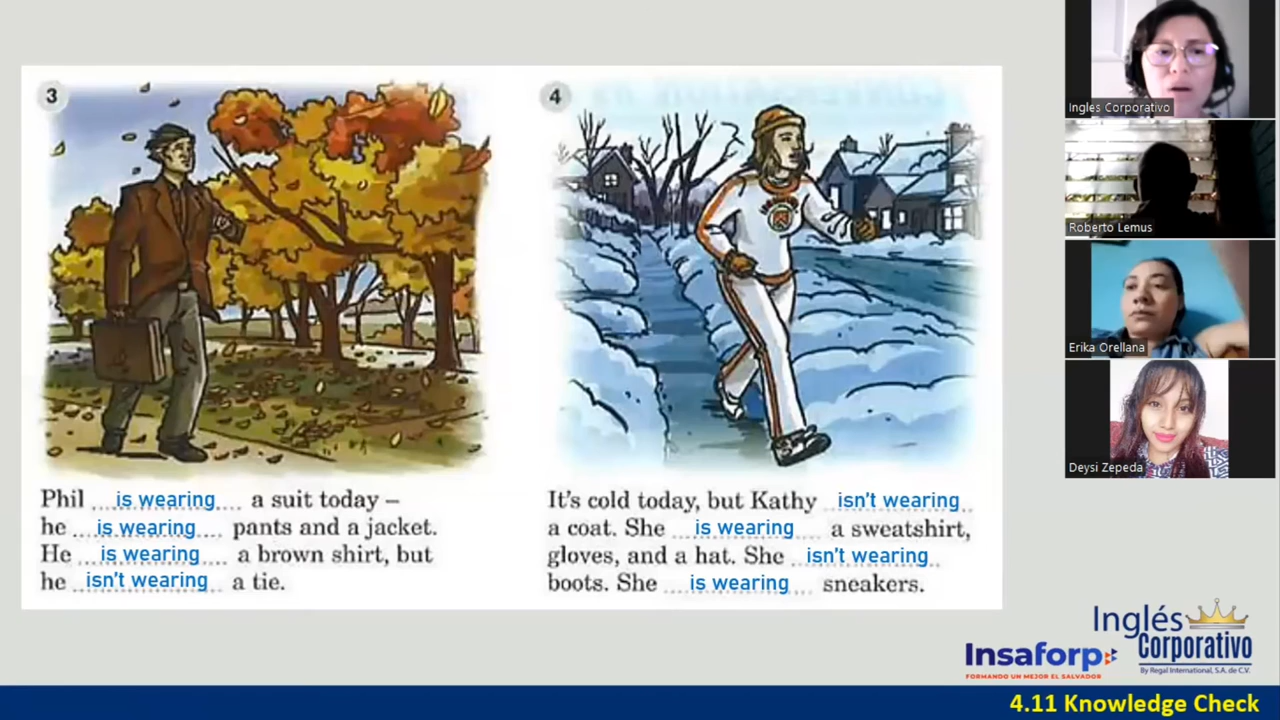 3
Phil is wearing a suit today –
he is wearing pants and a jacket.
He is wearing a brown shirt, but
he isn't wearing a tie.
4
It's cold today, but Kathy isn't wearing
a coat. She is wearing a sweatshirt,
gloves, and a hat. She isn't wearing
boots. She is wearing sneakers.
Inglés Corporativo
Roberto Lemus
Erika Orellana
Deysi Zepeda
Insaforp
FORMANDO UN MEJOR EL SALVADOR
Inglés
Corporativo
By Regal International, S.A. de C.V.
4.11 Knowledge Check